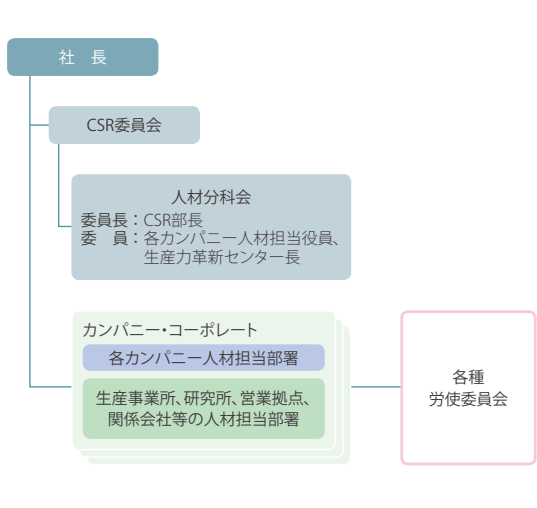 社　長
CSR委員会
人材分科会
委員長：CSR部長
委　員：各カンパニー人材担当役員、
生産力革新センター長
カンパニー・コーポレート
各カンパニー人材担当部署
生産事業所、研究所、営業拠点、
関係会社等の人材担当部署
各種
労使委員会